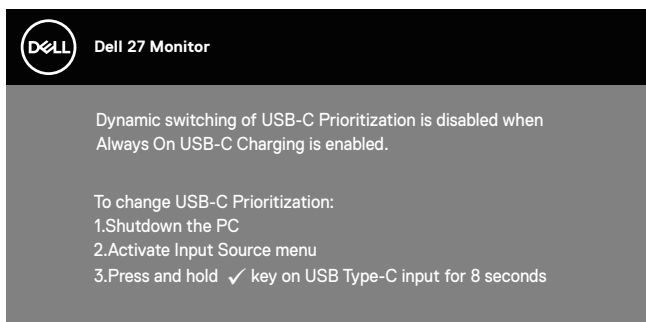 DELL Dell 27 Monitor
Dynamic switching of USB-C Prioritization is disabled when
Always On USB-C Charging is enabled.
To change USB-C Prioritization:
1.Shutdown the PC
2.Activate Input Source menu
3.Press and hold ✓ key on USB Type-C input for 8 seconds